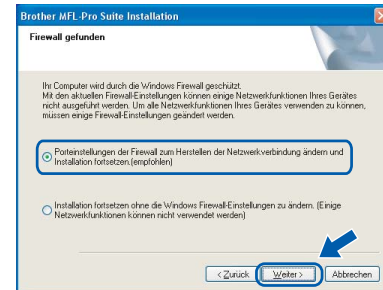 Brother MFL-Pro Suite Installation
Firewall gefunden
Ihr Computer wird durch die Windows Firewall geschützt.
Mit den aktuellen Firewall-Einstellungen können einige Netzwerkfunktionen Ihres Gerätes
nicht ausgeführt werden. Um alle Netzwerkfunktionen Ihres Gerätes verwenden zu können,
müssen einige Firewall-Einstellungen geändert werden.
Porteinstellungen der Firewall zum Herstellen der Netzwerkverbindung ändern und
Installation fortsetzen.(empfohlen)
Installation fortsetzen ohne die Windows Firewall-Einstellungen zu ändern. (Einige
Netzwerkfunktionen können nicht verwendet werden)
< Zurück
Weiter >
Abbrechen